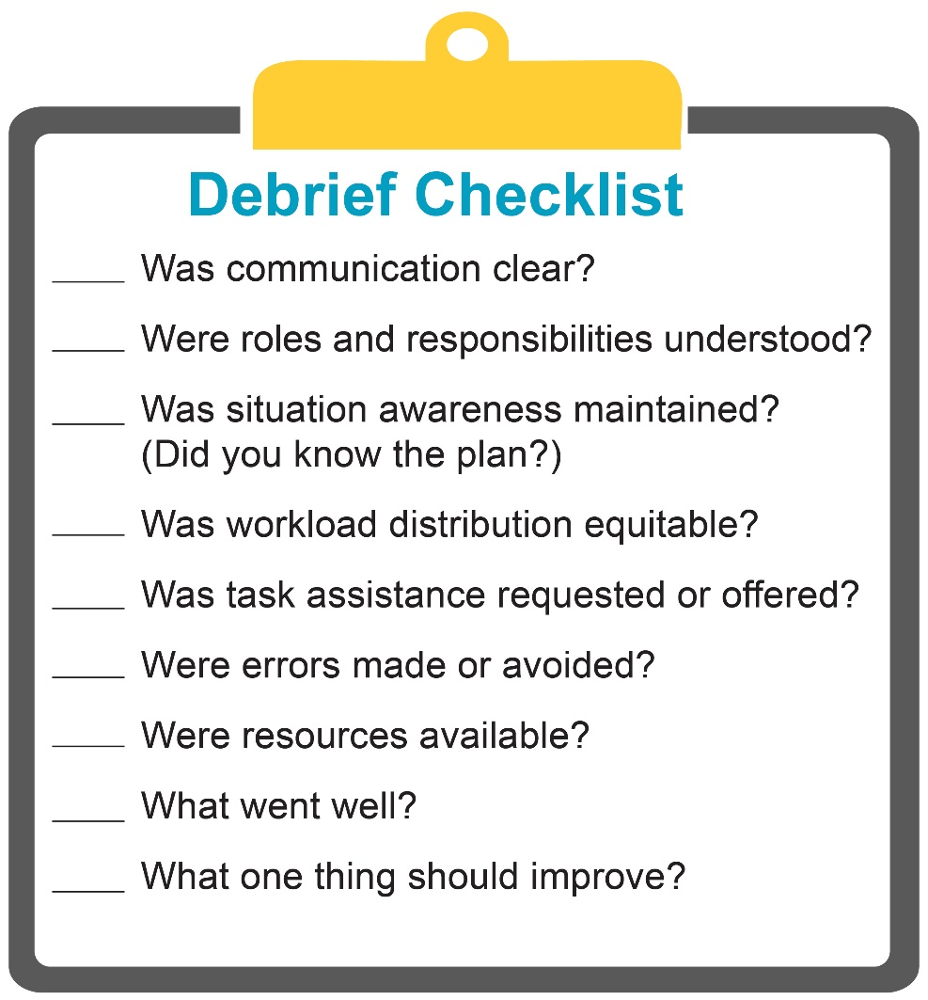 Debrief Checklist
____ Was communication clear?
____ Were roles and responsibilities understood?
____ Was situation awareness maintained?
(Did you know the plan?)
____ Was workload distribution equitable?
____ Was task assistance requested or offered?
____ Were errors made or avoided?
____ Were resources available?
____ What went well?
____ What one thing should improve?